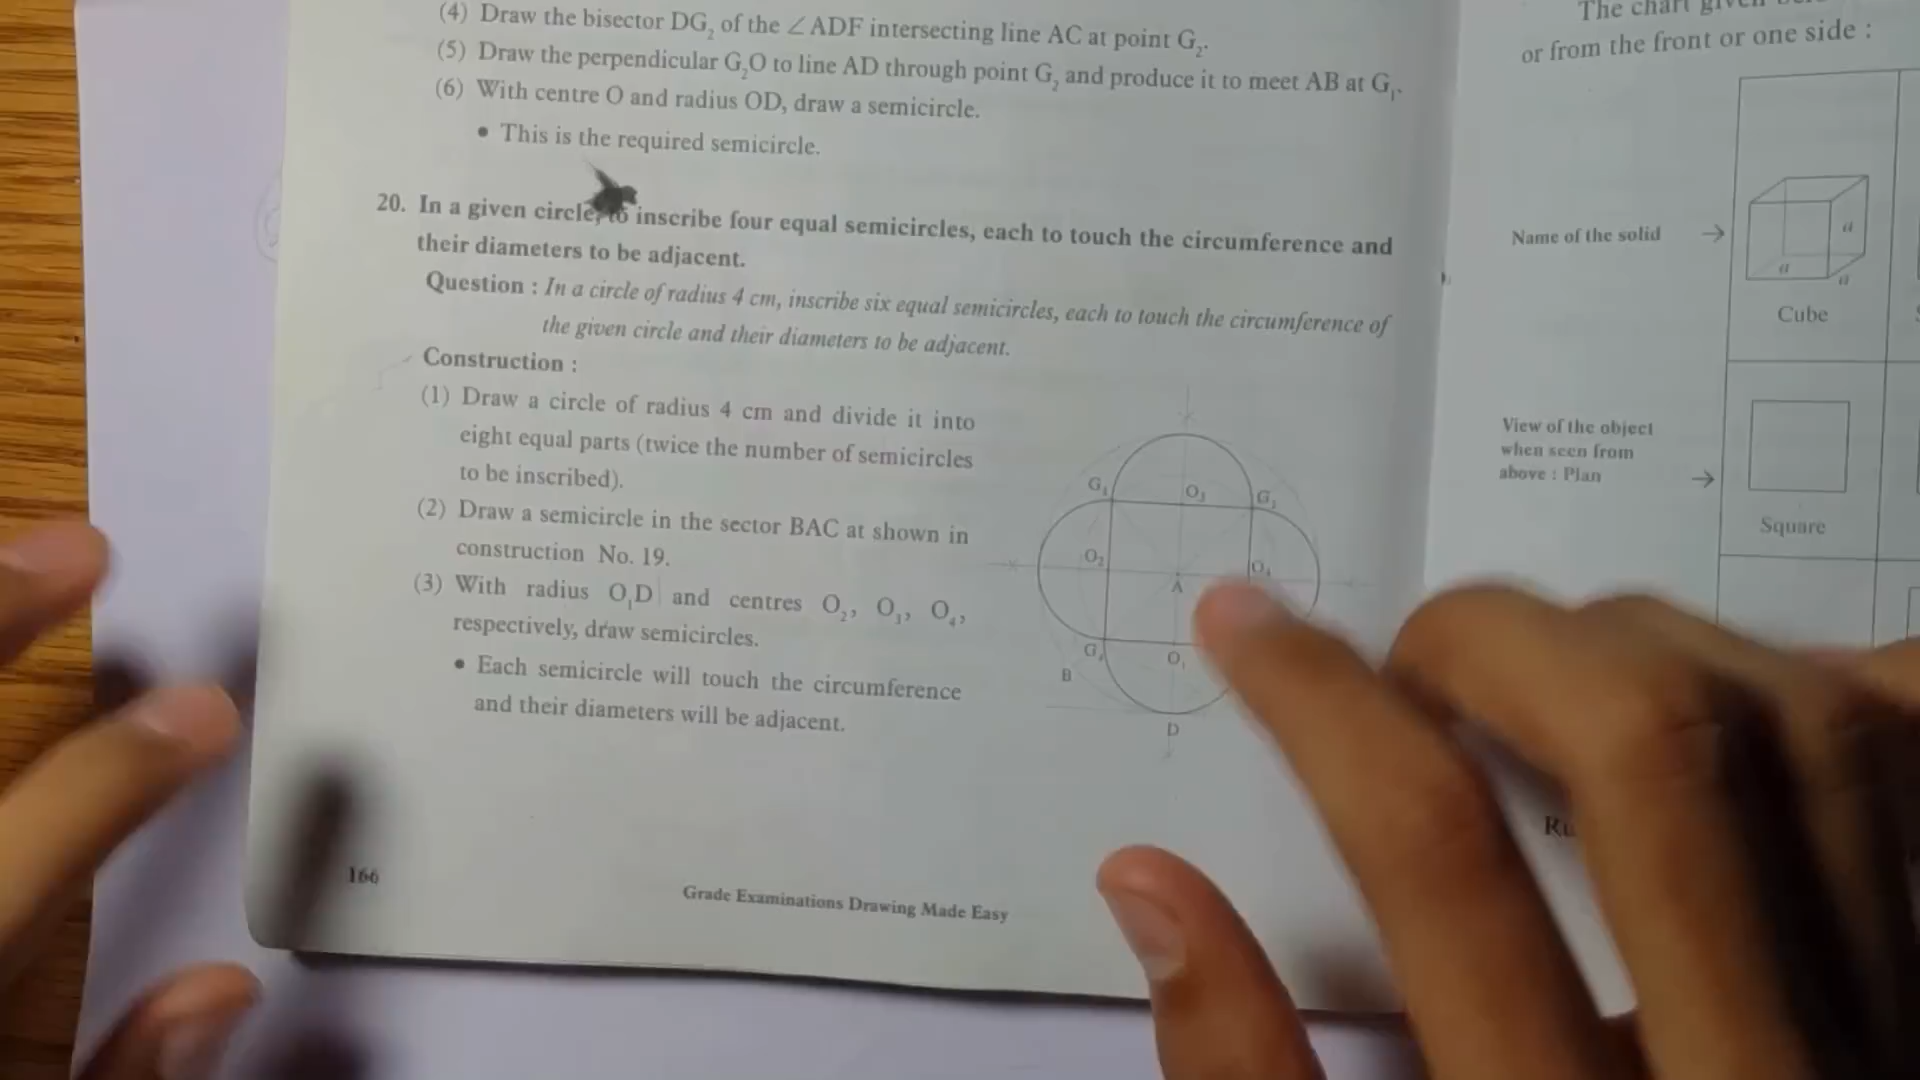 (4) Draw the bisector DG₂ of the ∠ADF intersecting line AC at point G₂.
(5) Draw the perpendicular G₂O to line AD through point G₂ and produce it to meet AB at G₁.
(6) With centre O and radius OD, draw a semicircle.
• This is the required semicircle.
20. In a given circle, to inscribe four equal semicircles, each to touch the circumference and
their diameters to be adjacent.
Question : In a circle of radius 4 cm, inscribe six equal semicircles, each to touch the circumference of
the given circle and their diameters to be adjacent.
Construction :
(1) Draw a circle of radius 4 cm and divide it into
eight equal parts (twice the number of semicircles
to be inscribed).
(2) Draw a semicircle in the sector BAC at shown in
construction No. 19.
(3) With radius O₁D and centres O₂, O₃, O₄,
respectively, draw semicircles.
• Each semicircle will touch the circumference
and their diameters will be adjacent.
G O₃ G
O₂ O₄
A
G O₁
B
D
166
Grade Examinations Drawing Made Easy
The chart given
or from the front or one side :
Name of the solid
a
a a
Cube
View of the object
when seen from
above : Plan
Square